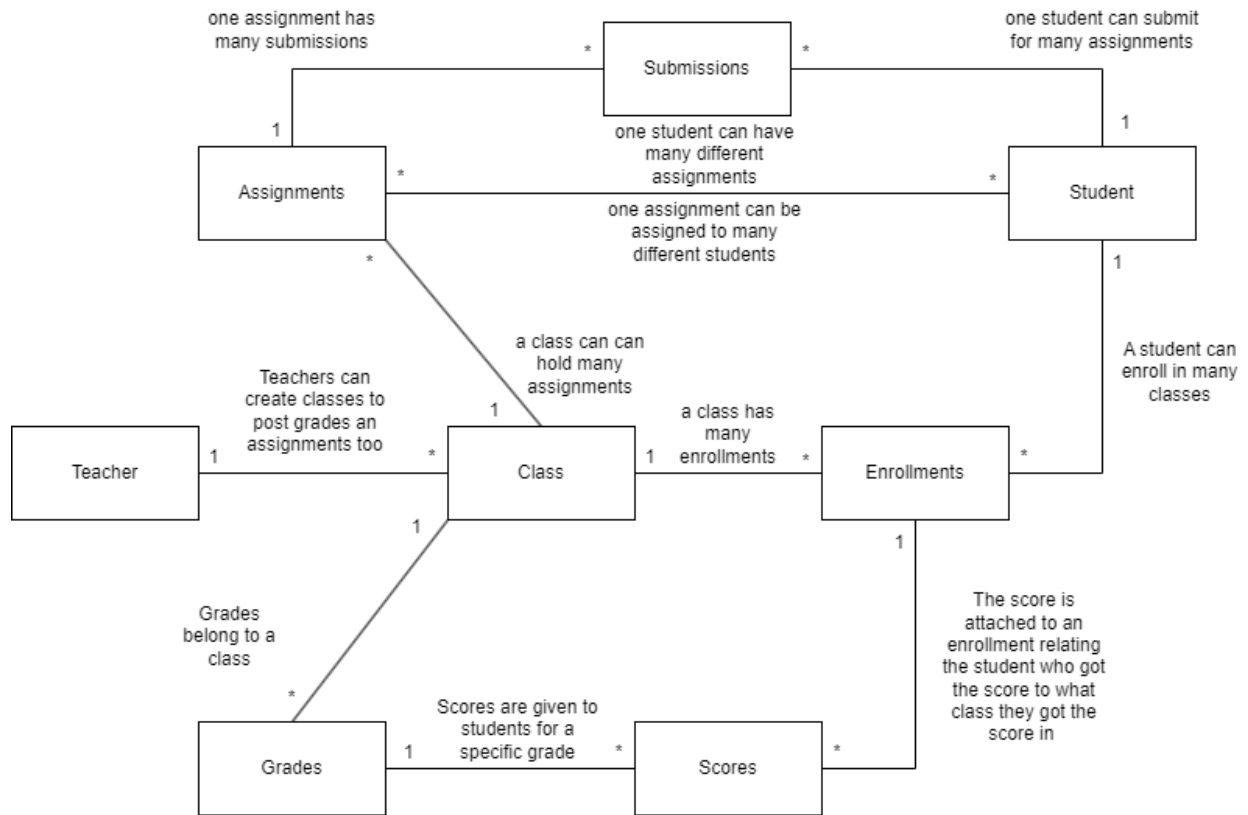 one assignment has
many submissions
one student can submit
for many assignments
*
Submissions
*
1
1
one student can have
many different
assignments
Assignments
*
*
Student
one assignment can be
assigned to many
different students
*
1
a class can can
hold many
assignments
A student can
enroll in many
classes
Teachers can
create classes to
post grades an
assignments too
1
a class has
many
enrollments
Teacher
1
*
Class
1
*
Enrollments
*
1
1
Grades
belong to a
class
The score is
attached to an
enrollment relating
the student who got
the score to what
class they got the
score in
*
Scores are given to
students for a
specific grade
Grades
1
*
Scores
*